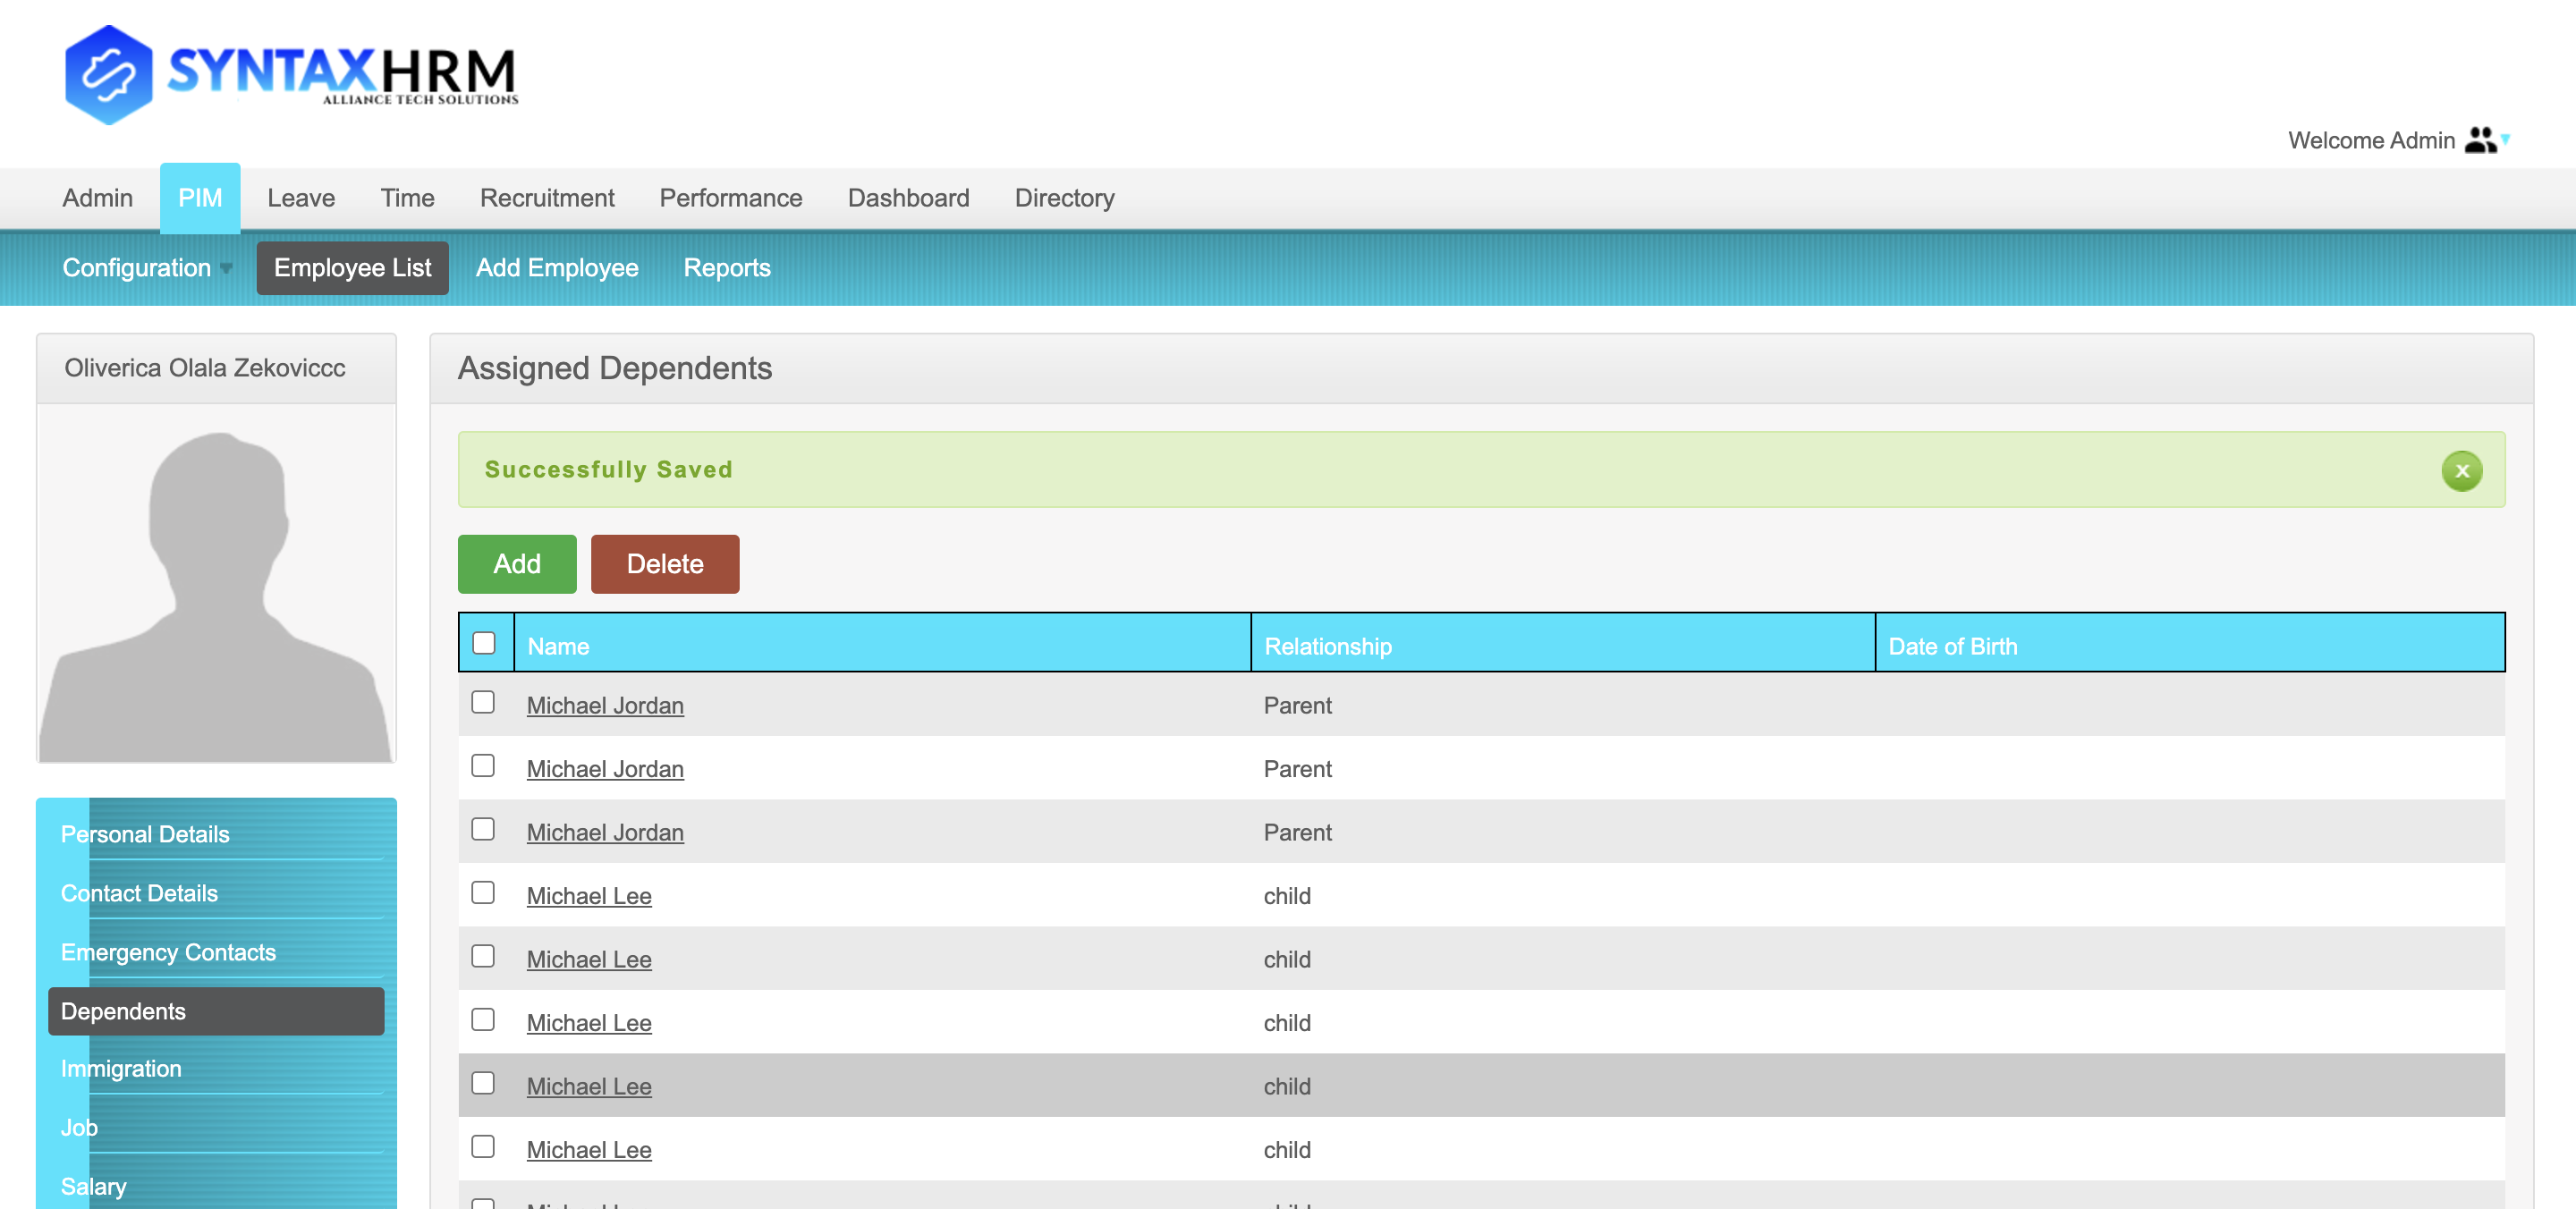 SYNTAXHRM
ALLIANCE TECH SOLUTIONS
Welcome Admin
Admin PIM Leave Time Recruitment Performance Dashboard Directory
Configuration Employee List Add Employee Reports
Oliverica Olala Zekoviccc
Assigned Dependents
Successfully Saved
x
Add Delete
Name Relationship Date of Birth
Michael Jordan Parent
Michael Jordan Parent
Michael Jordan Parent
Michael Lee child
Michael Lee child
Michael Lee child
Michael Lee child
Michael Lee child
Personal Details
Contact Details
Emergency Contacts
Dependents
Immigration
Job
Salary